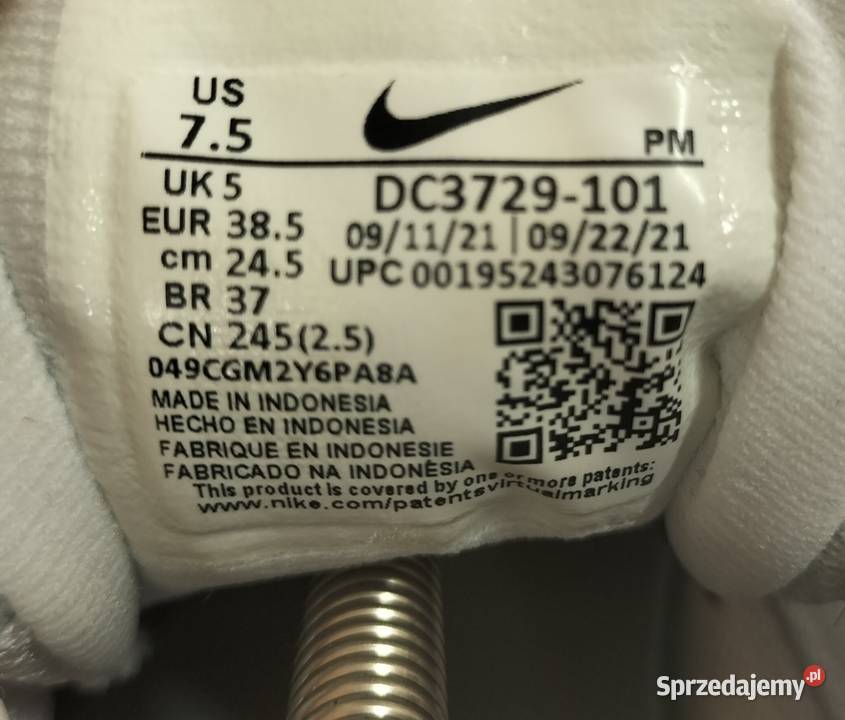 US
7.5
PM
UK 5
DC3729-101
EUR 38.5
09/11/21 | 09/22/21
cm 24.5
UPC 00195243076124
BR 37
CN 245(2.5)
049CGM2Y6PA8A
MADE IN INDONESIA
HECHO EN INDONESIA
FABRIQUE EN INDONESIE
FABRICADO NA INDONÉSIA
This product is covered by one or more patents:
www.nike.com/patentsvirtualmarking
Sprzedajemy.pl